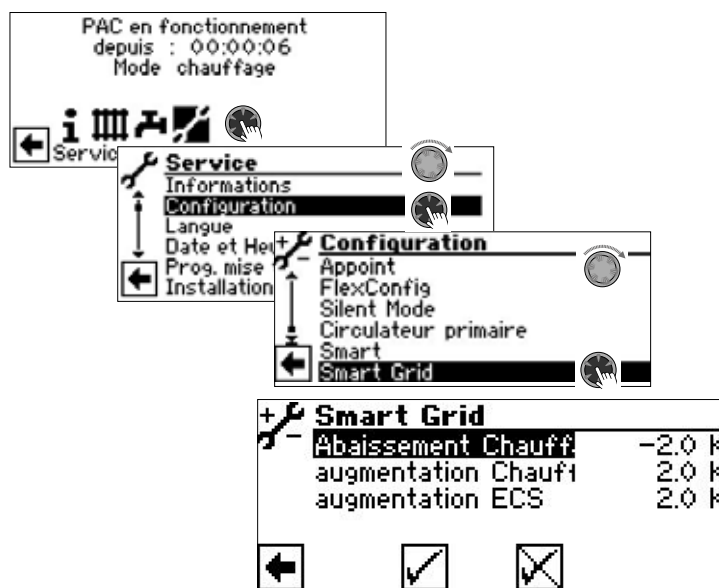 PAC en fonctionnement
depuis : 00:00:06
Mode chauffage
Service
Informations
Configuration
Langue
Date et
Prog. mise
Installation
Configuration
Appoint
FlexConfig
Silent Mode
Circulateur primaire
Smart
Smart Grid
Smart Grid
Abaissement Chauff. -2.0 K
augmentation Chauff 2.0 K
augmentation ECS 2.0 K